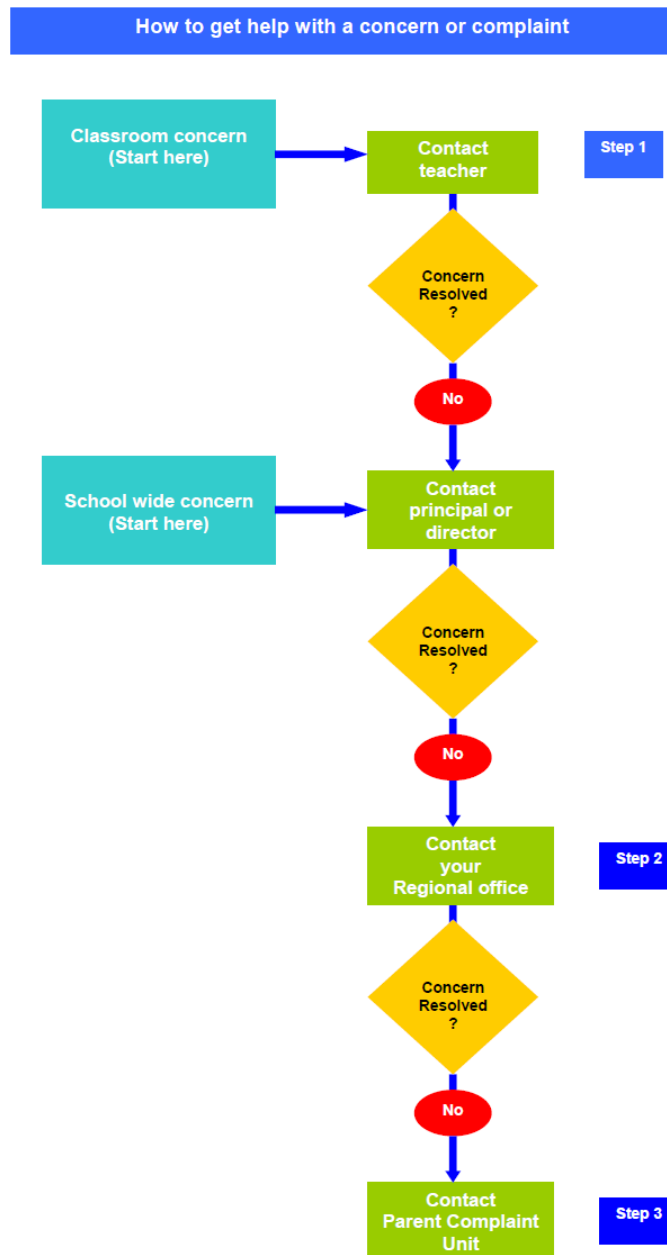 How to get help with a concern or complaint
Classroom concern
(Start here)
Contact
teacher
Step 1
Concern
Resolved
?
No
School wide concern
(Start here)
Contact
principal or
director
Concern
Resolved
?
No
Contact
your
Regional office
Step 2
Concern
Resolved
?
No
Contact
Parent Complaint
Unit
Step 3